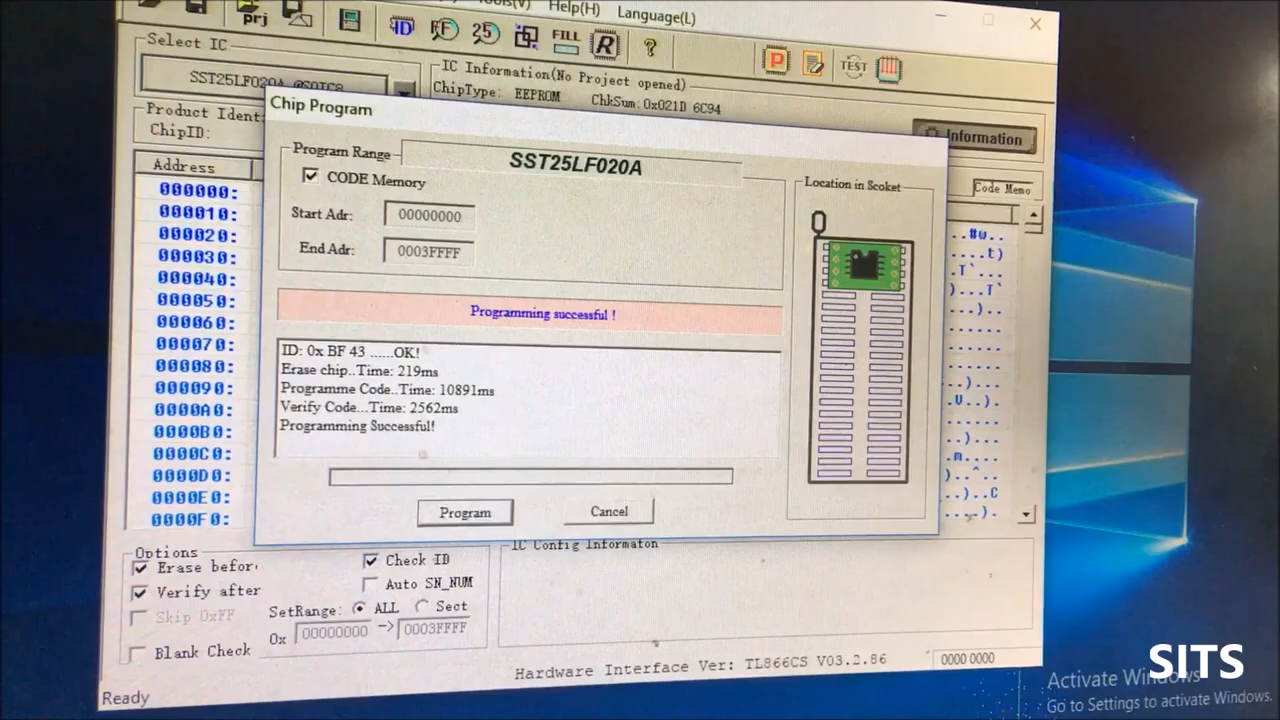 Help(H) Language(L)
prj
ID FF 25 FILL R ? P TEST
Select IC
SST25LF020A @SOIC8
IC Information(No Project opened)
ChipType: EEPROM ChkSum: 0x021D 6C94
Product Ident
ChipID:
Information
Address
Code Memo
000000:
000010:
000020:
000030:
000040:
000050:
000060:
000070:
000080:
000090:
0000A0:
0000B0:
0000C0:
0000D0:
0000E0:
0000F0:
Chip Program
Program Range
SST25LF020A
CODE Memory
Start Adr: 00000000
End Adr: 0003FFFF
Location in Scoket
Programming successful !
ID: 0x BF 43 ......OK!
Erase chip..Time: 219ms
Programme Code..Time: 10891ms
Verify Code...Time: 2562ms
Programming Successful!
Program Cancel
Options
Erase befor
Verify after
Skip 0xFF
Blank Check
Check ID
Auto SN_NUM
SetRange: ALL Sect
0x 00000000 -> 0003FFFF
IC Config Informaton
Hardware Interface Ver: TL866CS V03.2.86
0000 0000
Ready
SITS
Activate Windows
Go to Settings to activate Windows.